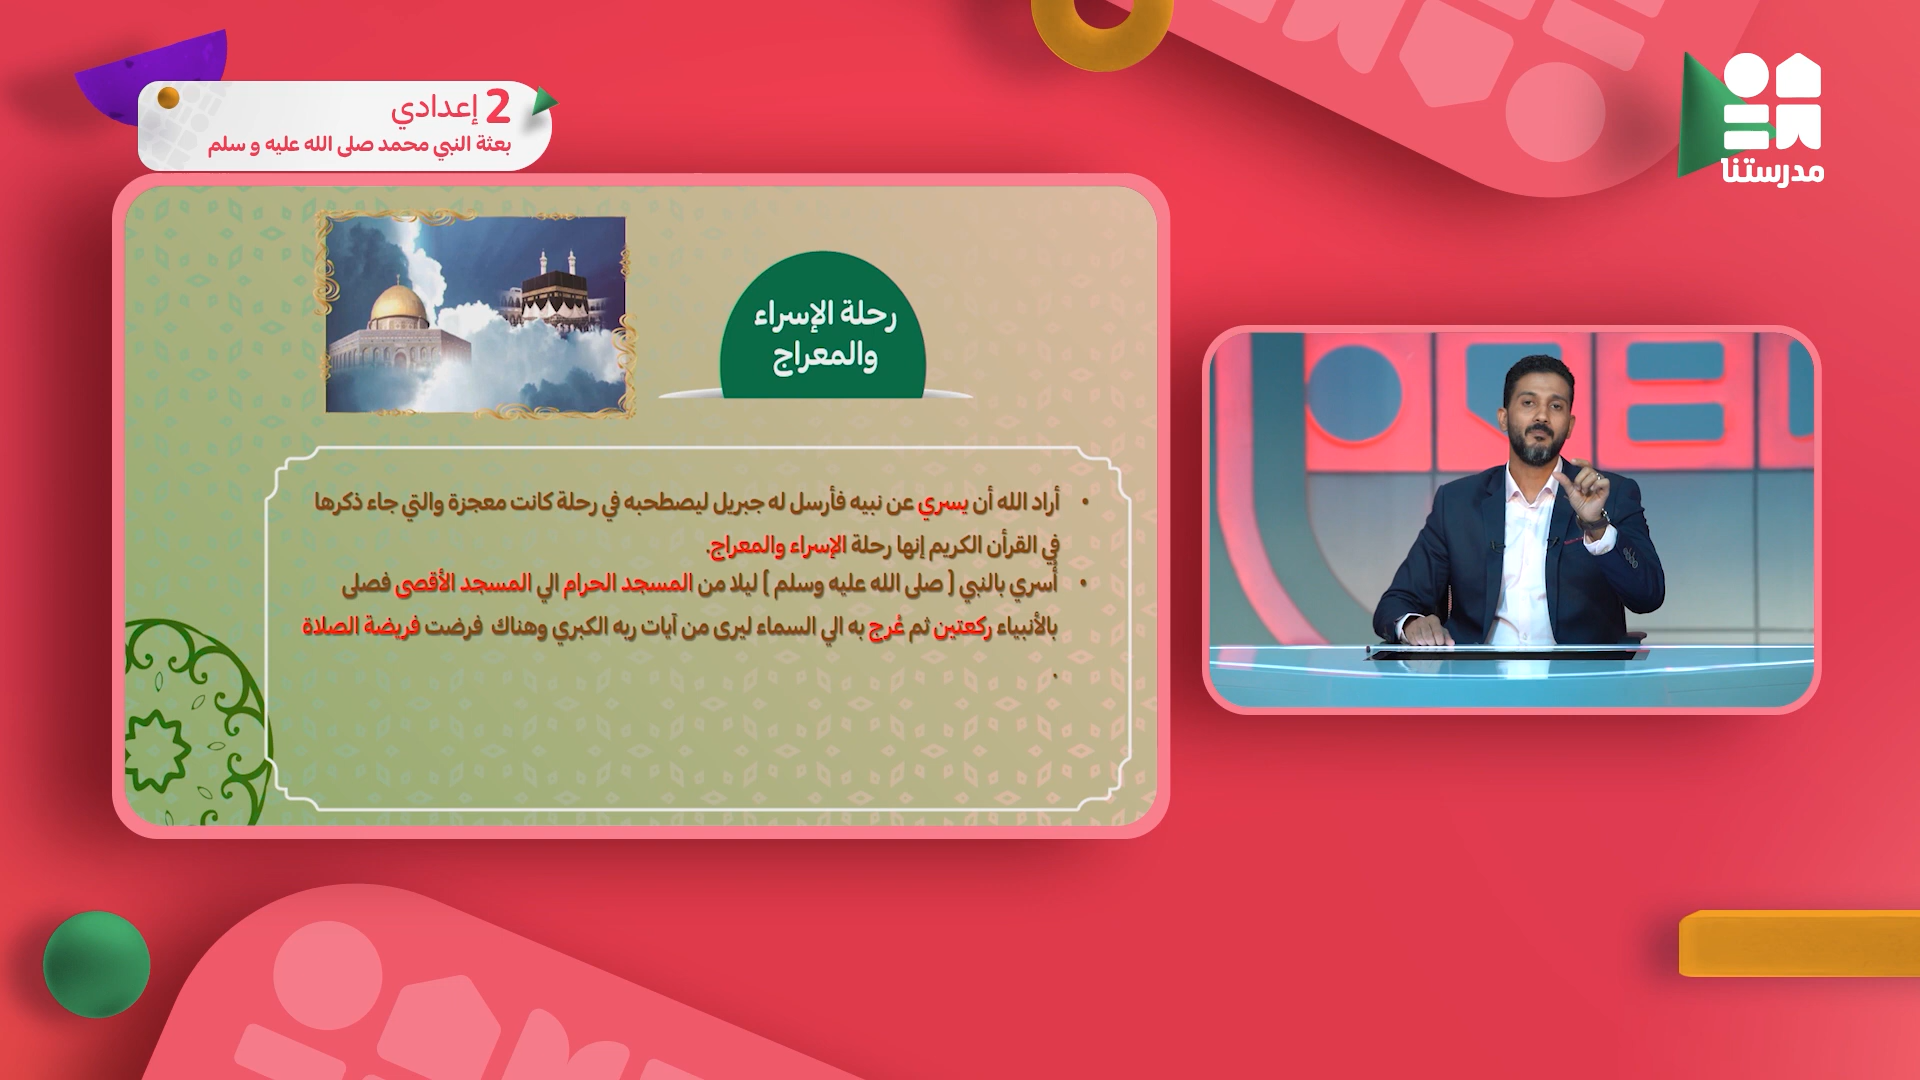 2 إعدادي
بعثة النبي محمد صلى الله عليه و سلم
مدرستنا
رحلة الإسراء
والمعراج
• أراد الله أن يسري عن نبيه فأرسل له جبريل ليصطحبه في رحلة كانت معجزة والتي جاء ذكرها
في القرأن الكريم إنها رحلة الإسراء والمعراج.
• أسري بالنبي ( صلى الله عليه وسلم ) ليلا من المسجد الحرام الي المسجد الأقصى فصلى
بالأنبياء ركعتين ثم عُرج به الي السماء ليرى من آيات ربه الكبري وهناك فرضت فريضة الصلاة
.